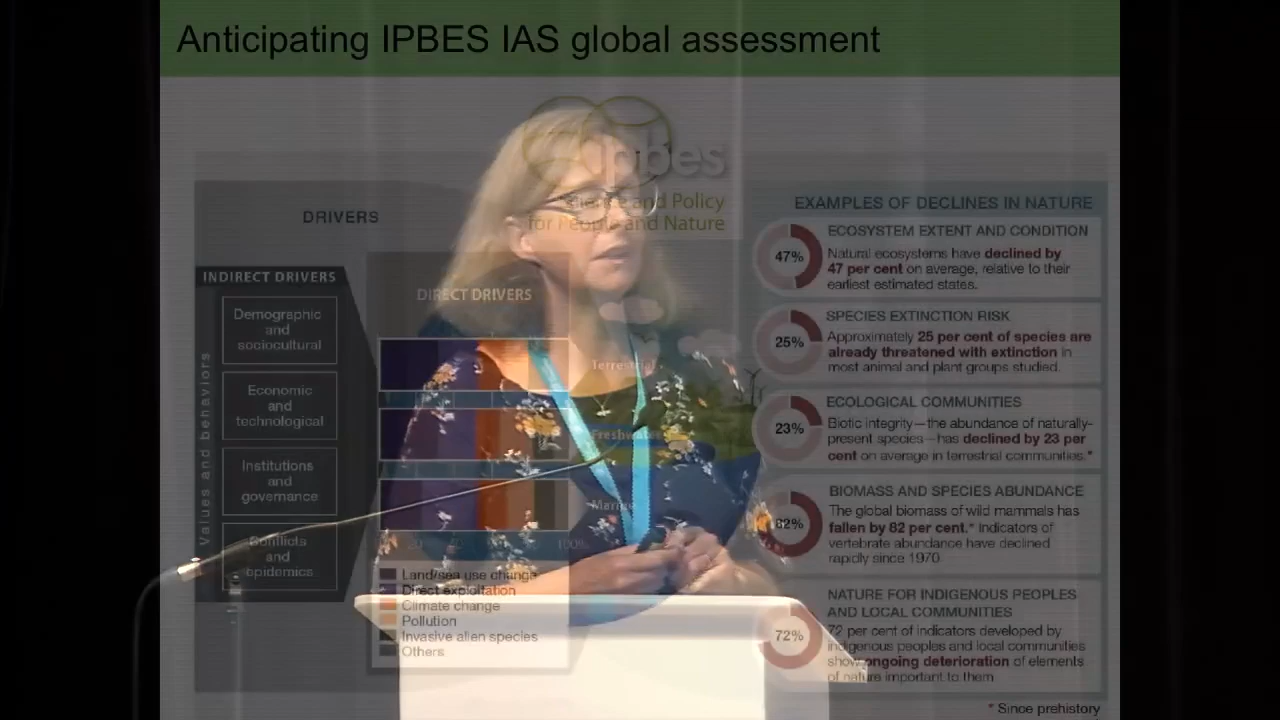 Anticipating IPBES IAS global assessment
ipbes
Science and Policy
for People and Nature
DRIVERS
INDIRECT DRIVERS
Values and behaviors
Demographic
and
sociocultural
Economic
and
technological
Institutions
and
governance
Conflicts
and
epidemics
DIRECT DRIVERS
Terrestrial
Freshwater
Marine
100%
Land/sea use change
Direct exploitation
Climate change
Pollution
Invasive alien species
Others
EXAMPLES OF DECLINES IN NATURE
47%
ECOSYSTEM EXTENT AND CONDITION
Natural ecosystems have declined by
47 per cent on average, relative to their
earliest estimated states.
25%
SPECIES EXTINCTION RISK
Approximately 25 per cent of species are
already threatened with extinction in
most animal and plant groups studied.
23%
ECOLOGICAL COMMUNITIES
Biotic integrity—the abundance of naturally-
present species—has declined by 23 per
cent on average in terrestrial communities.*
82%
BIOMASS AND SPECIES ABUNDANCE
The global biomass of wild mammals has
fallen by 82 per cent.* Indicators of
vertebrate abundance have declined
rapidly since 1970
72%
NATURE FOR INDIGENOUS PEOPLES
AND LOCAL COMMUNITIES
72 per cent of indicators developed by
indigenous peoples and local communities
show ongoing deterioration of elements
of nature important to them
* Since prehistory